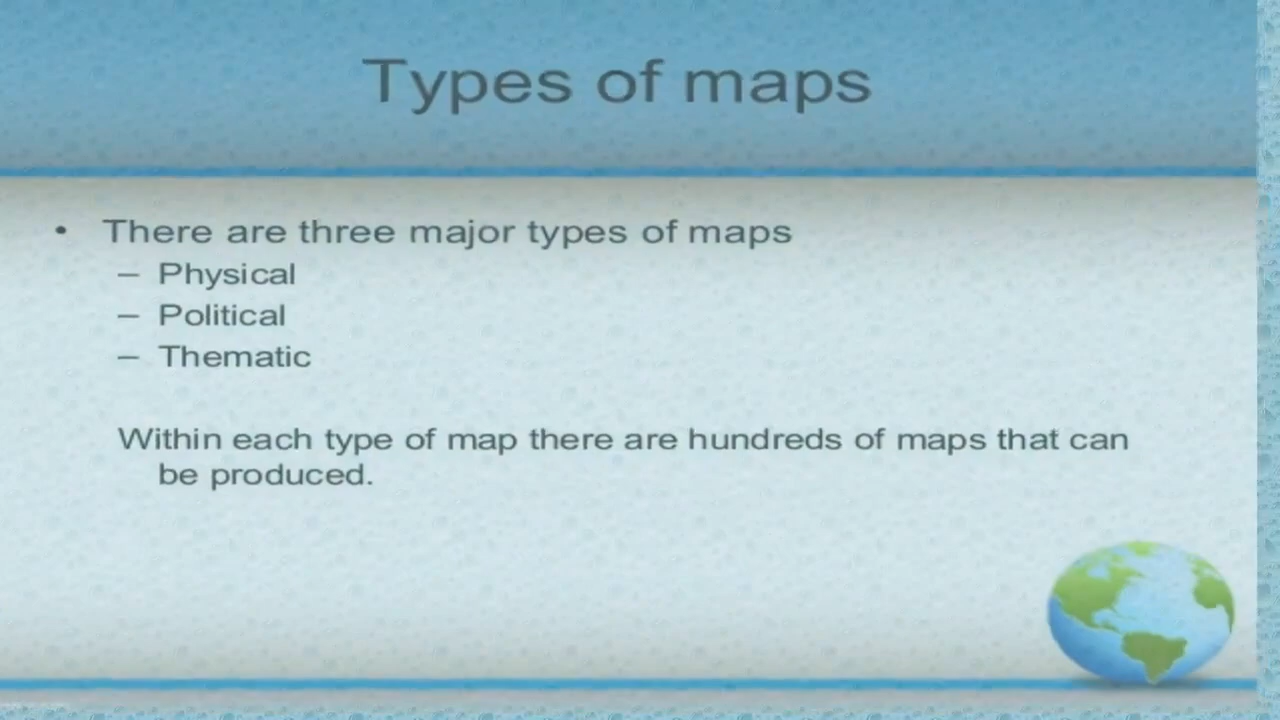 Types of maps
• There are three major types of maps
– Physical
– Political
– Thematic
Within each type of map there are hundreds of maps that can
be produced.